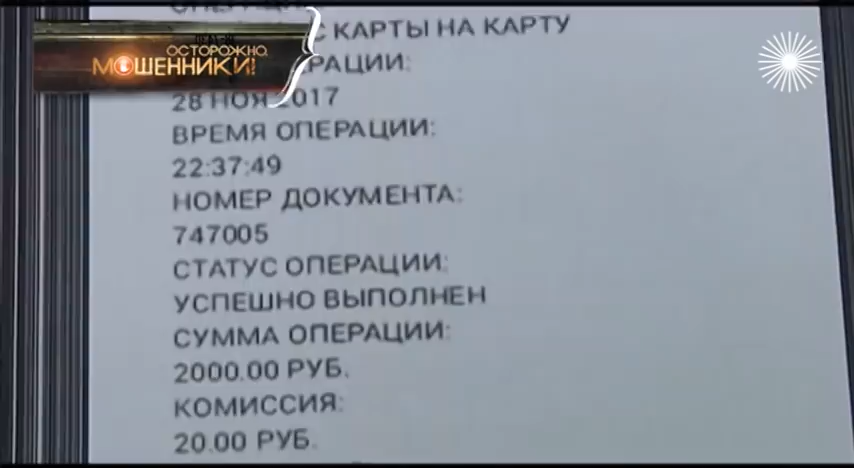 С КАРТЫ НА КАРТУ
ОСТОРОЖНО,
МОШЕННИКИ!
28 НОЯ 2017
ВРЕМЯ ОПЕРАЦИИ:
22:37:49
НОМЕР ДОКУМЕНТА:
747005
СТАТУС ОПЕРАЦИИ:
УСПЕШНО ВЫПОЛНЕН
СУММА ОПЕРАЦИИ:
2000.00 РУБ.
КОМИССИЯ:
20.00 РУБ.